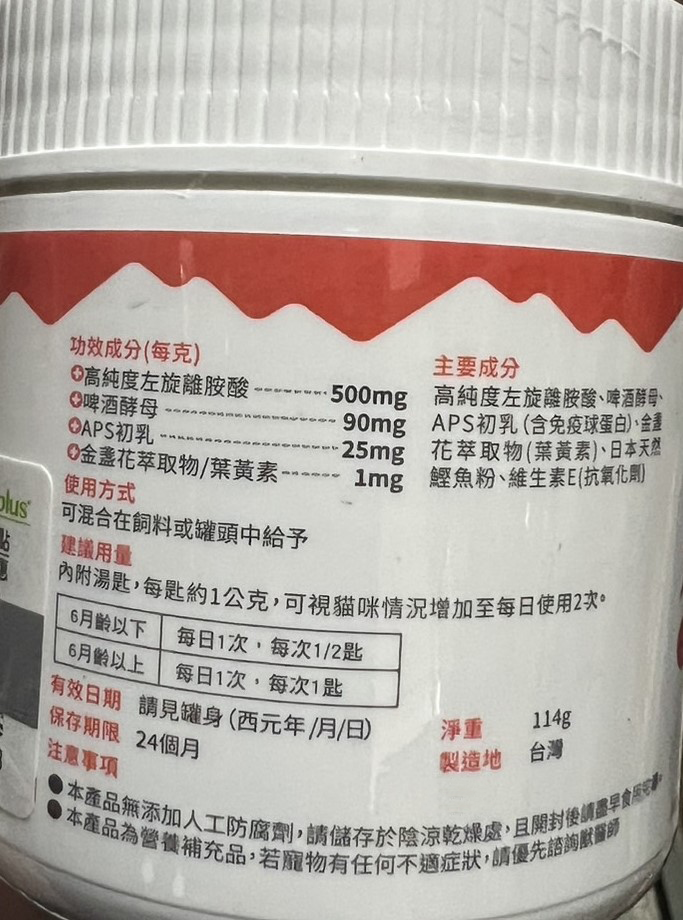 功效成分(每克)
高純度左旋離胺酸 500mg
啤酒酵母 90mg
APS初乳 25mg
金盞花萃取物/葉黃素 1mg
主要成分
高純度左旋離胺酸、啤酒酵母、
APS初乳(含免疫球蛋白)、金盞
花萃取物(葉黃素)、日本天然
鰹魚粉、維生素E(抗氧化劑)
plus
使用方式
可混合在飼料或罐頭中給予
建議用量
內附湯匙，每匙約1公克，可視貓咪情況增加至每日使用2次。
6月齡以下 每日1次，每次1/2匙
6月齡以上 每日1次，每次1匙
有效日期 請見罐身(西元年/月/日)
保存期限 24個月
淨重 114g
製造地 台灣
注意事項
●本產品無添加人工防腐劑，請儲存於陰涼乾燥處，且開封後請盡早食用完畢。
●本產品為營養補充品，若寵物有任何不適症狀，請優先諮詢獸醫師